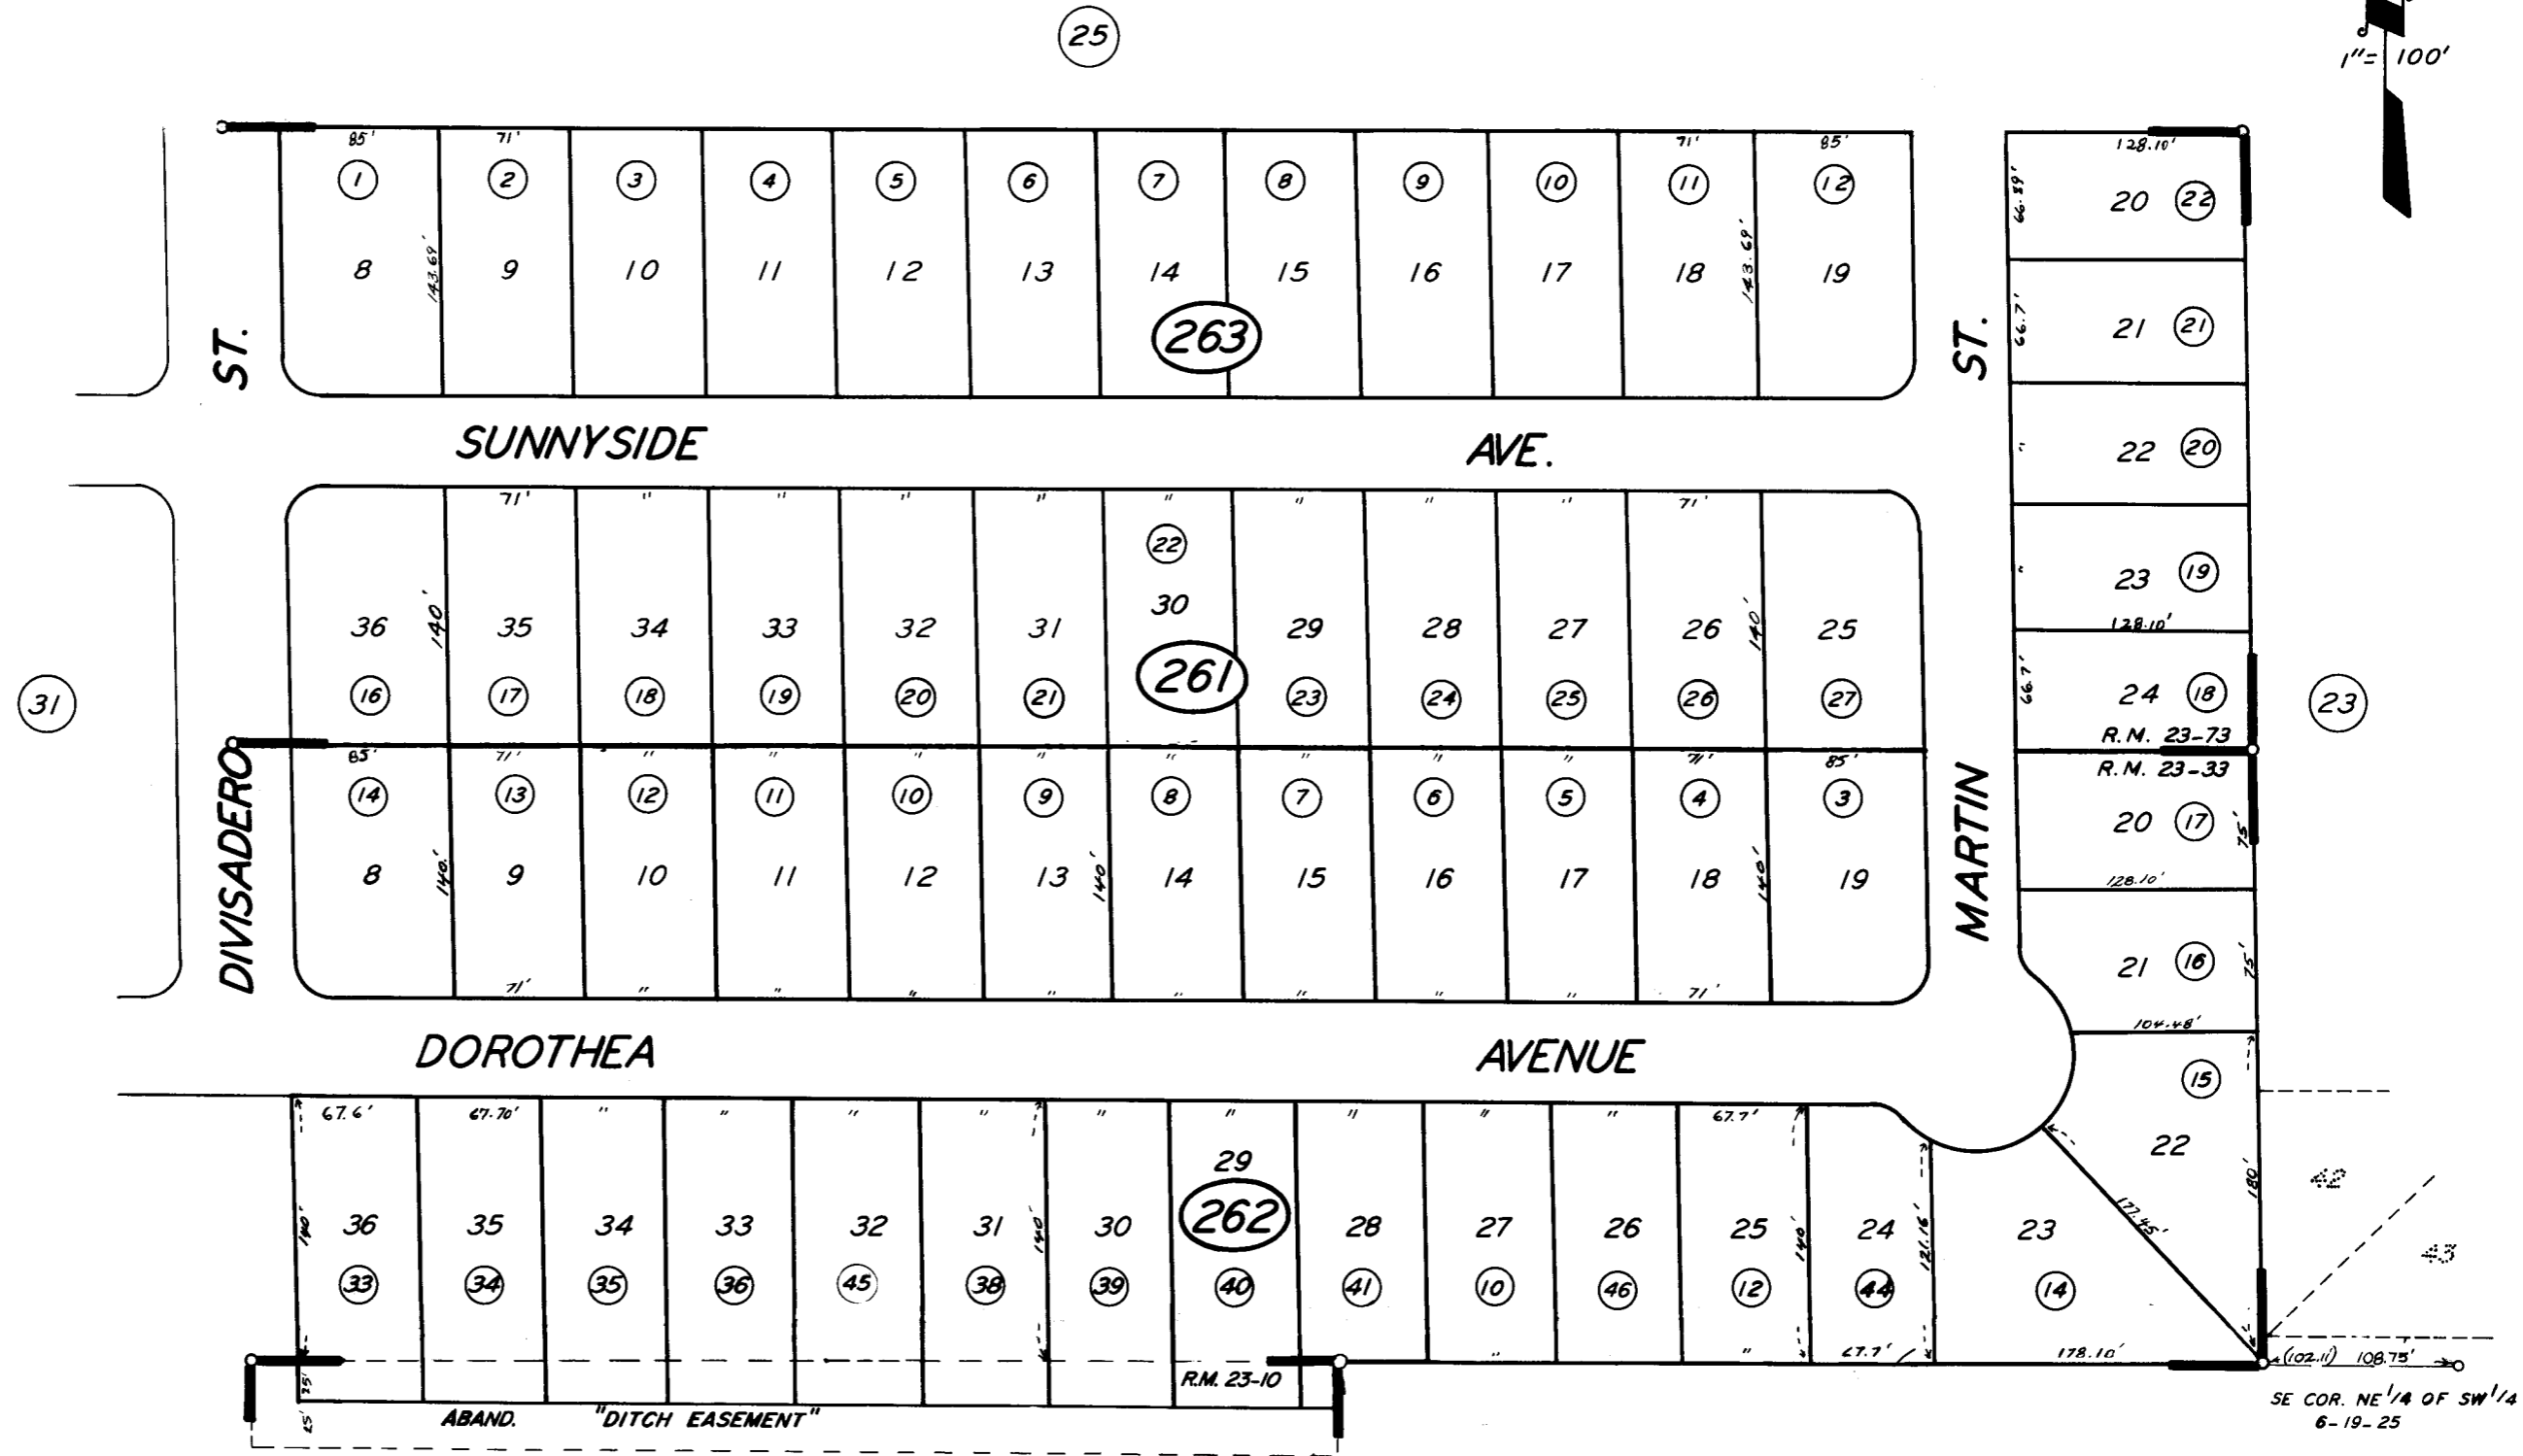 25
1"= 100'
85' 71' 71' 85' 128.10'
1 2 3 4 5 6 7 8 9 10 11 12
66.89' 20 22
8 143.69' 9 10 11 12 13 14 15 16 17 18 143.69' 19
263
66.7' 21 21
ST. ST.
SUNNYSIDE AVE.
" 22 20
71' " " " " " " " " 71'
22
30
" 23 19
128.10'
36 140' 35 34 33 32 31 29 28 27 26 140' 25
261
16 17 18 19 20 21 23 24 25 26 27
66.7' 24 18
31 23
R.M. 23-73
R.M. 23-33
85' 71' " " " " " " " " 71' 85'
14 13 12 11 10 9 8 7 6 5 4 3
20 17 75'
128.10'
8 140' 9 10 11 12 13 140' 14 15 16 17 18 140' 19
DIVISADERO MARTIN
21 16 75'
71' " " " " " " " " 71'
104.48'
DOROTHEA AVENUE
15
22
180'
177.45'
42
43
67.6' 67.70' " " " " " " " " " 67.7'
29
262
140' 36 35 34 33 32 31 140' 30 28 27 26 25 140' 24 121.16' 23
33 34 35 36 45 38 39 40 41 10 46 12 44 14
" " 67.7' 178.10' (102.11) 108.75'
25' R.M. 23-10
25' ABAND. "DITCH EASEMENT"
SE COR. NE 1/4 OF SW 1/4
6-19-25